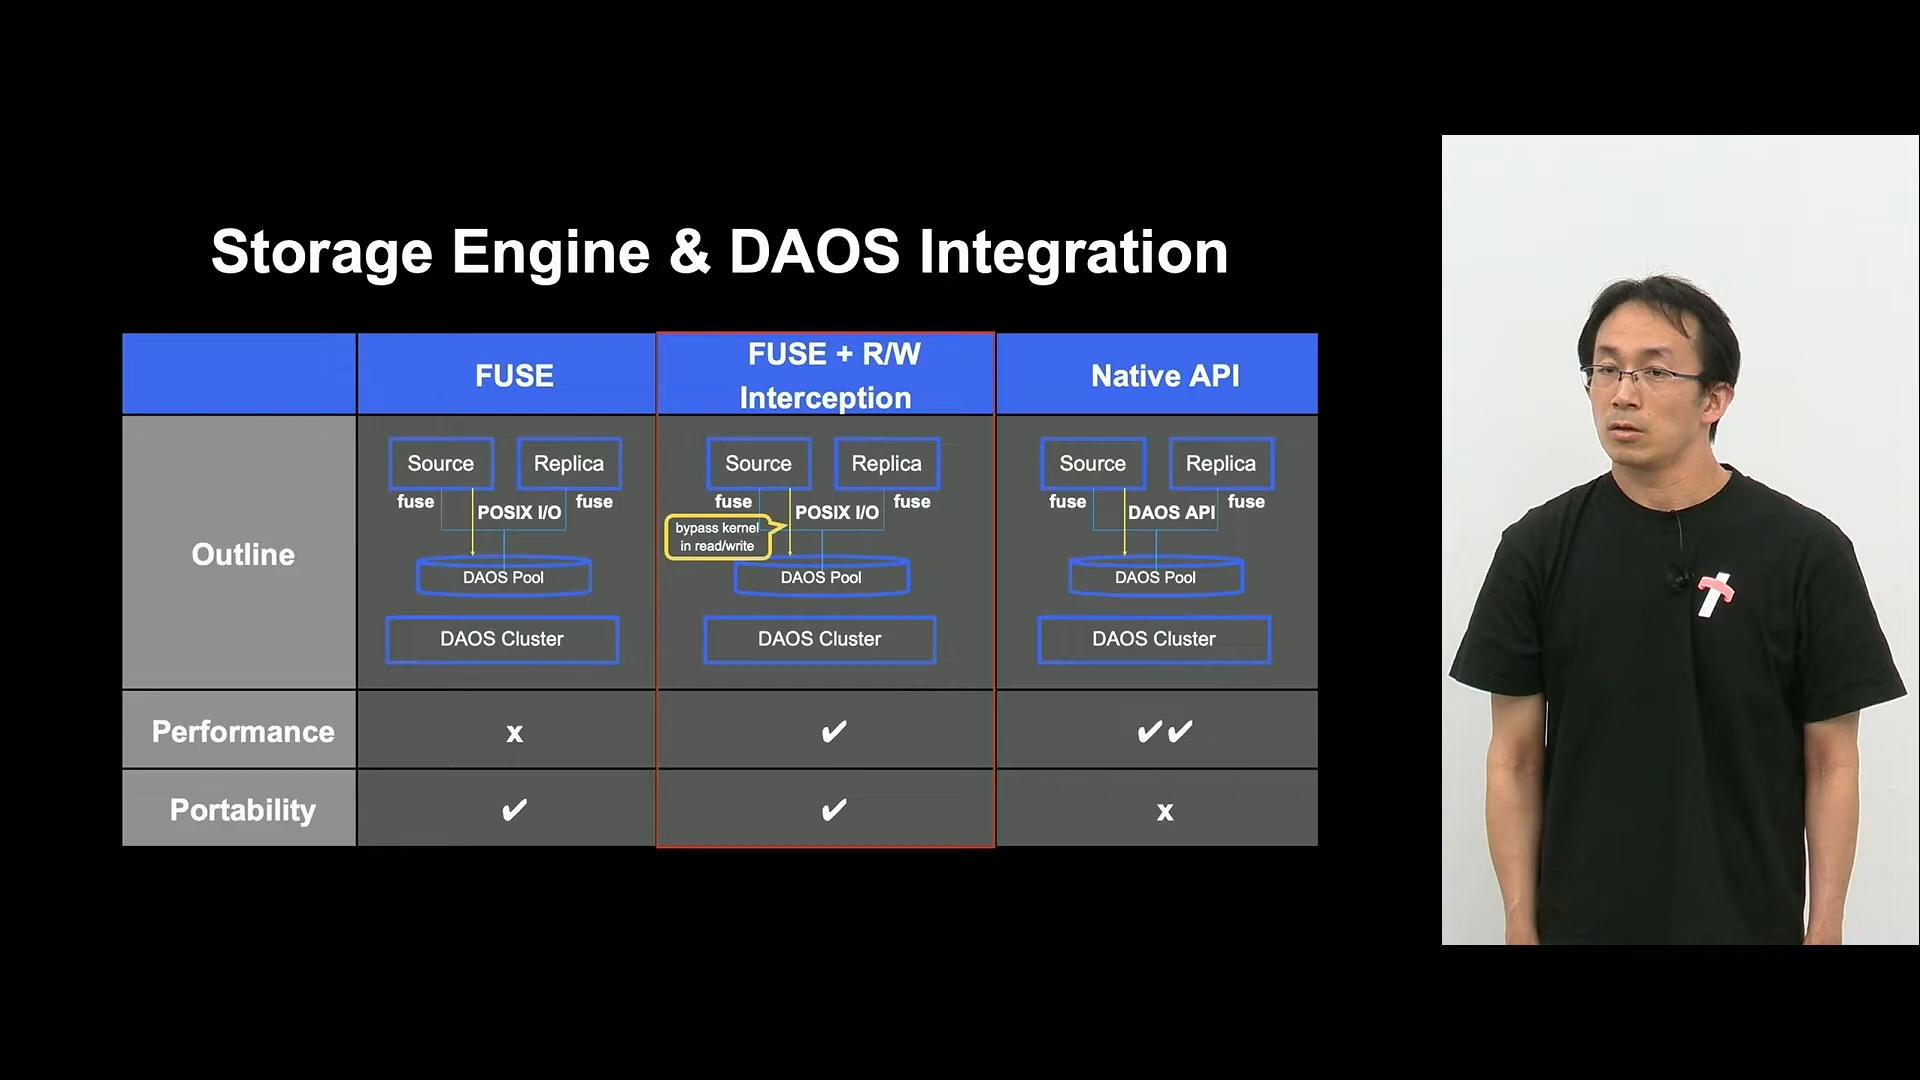 Storage Engine & DAOS Integration
FUSE
FUSE + R/W
Interception
Native API
Outline
Source
Replica
fuse
POSIX I/O
fuse
DAOS Pool
DAOS Cluster
Source
Replica
fuse
POSIX I/O
fuse
bypass kernel
in read/write
DAOS Pool
DAOS Cluster
Source
Replica
fuse
DAOS API
fuse
DAOS Pool
DAOS Cluster
Performance
x
✔
✔✔
Portability
✔
✔
x